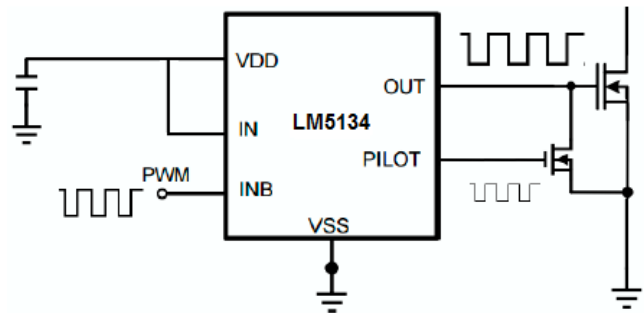 VDD
OUT
LM5134
IN
PILOT
PWM
INB
VSS